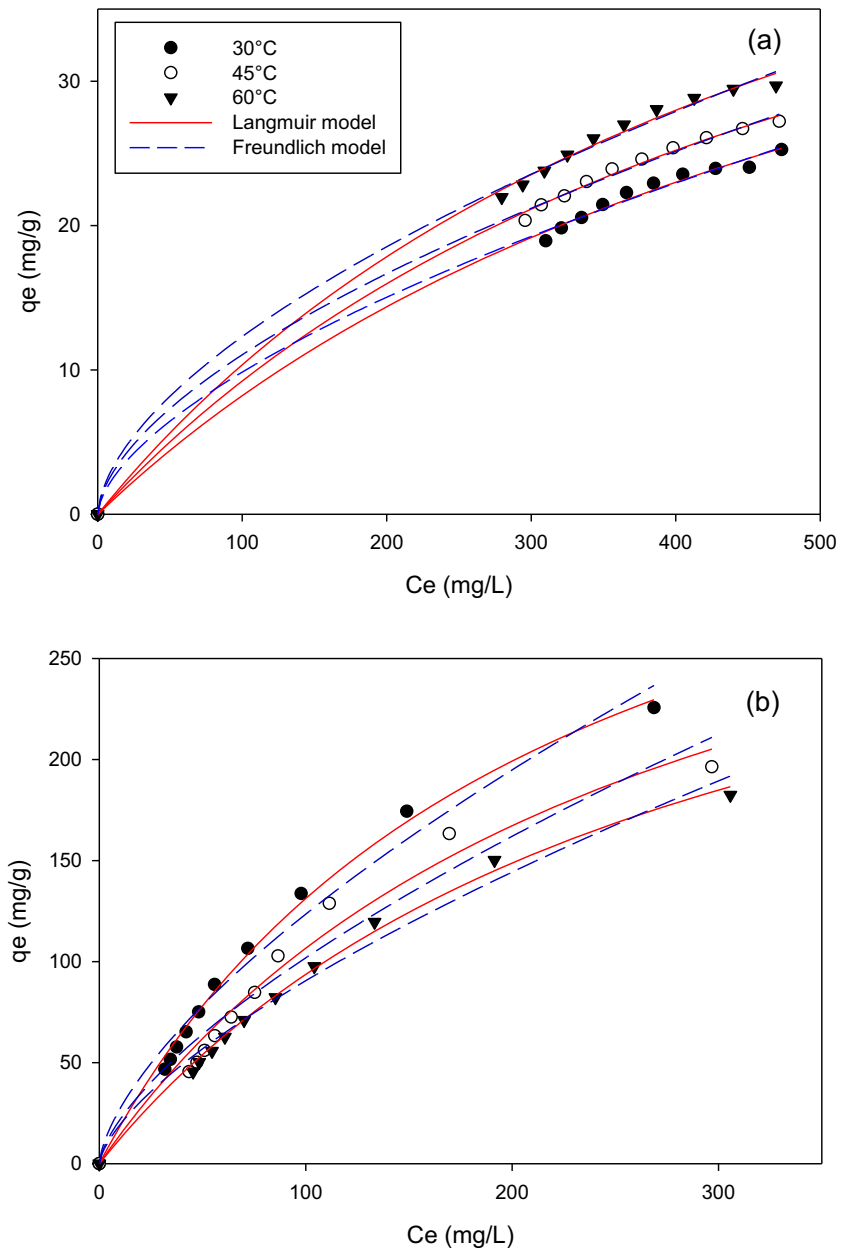 (a)
30°C
45°C
60°C
Langmuir model
Freundlich model
30
20
10
0
qe (mg/g)
0 100 200 300 400 500
Ce (mg/L)
(b)
250
200
150
100
50
0
qe (mg/g)
0 100 200 300
Ce (mg/L)